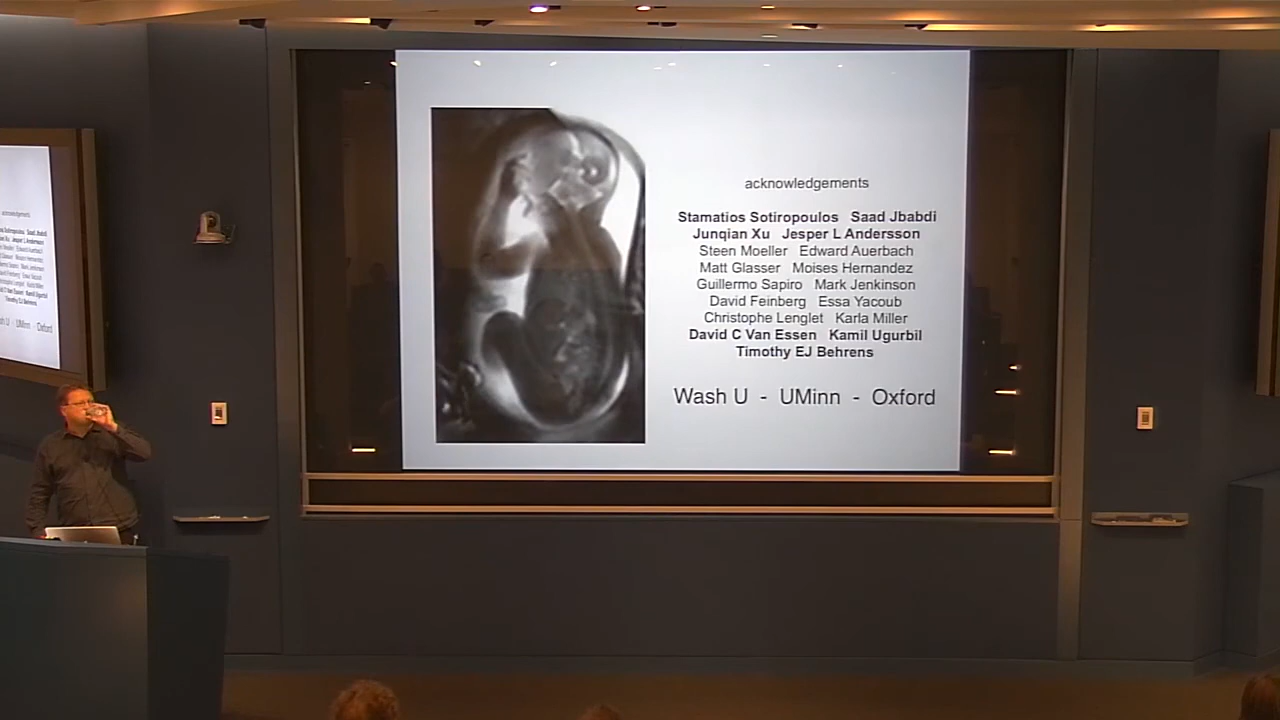 acknowledgements
Stamatios Sotiropoulos Saad Jbabdi
Junqian Xu Jesper L Andersson
Steen Moeller Edward Auerbach
Matt Glasser Moises Hernandez
Guillermo Sapiro Mark Jenkinson
David Feinberg Essa Yacoub
Christophe Lenglet Karla Miller
David C Van Essen Kamil Ugurbil
Timothy EJ Behrens
Wash U - UMinn - Oxford